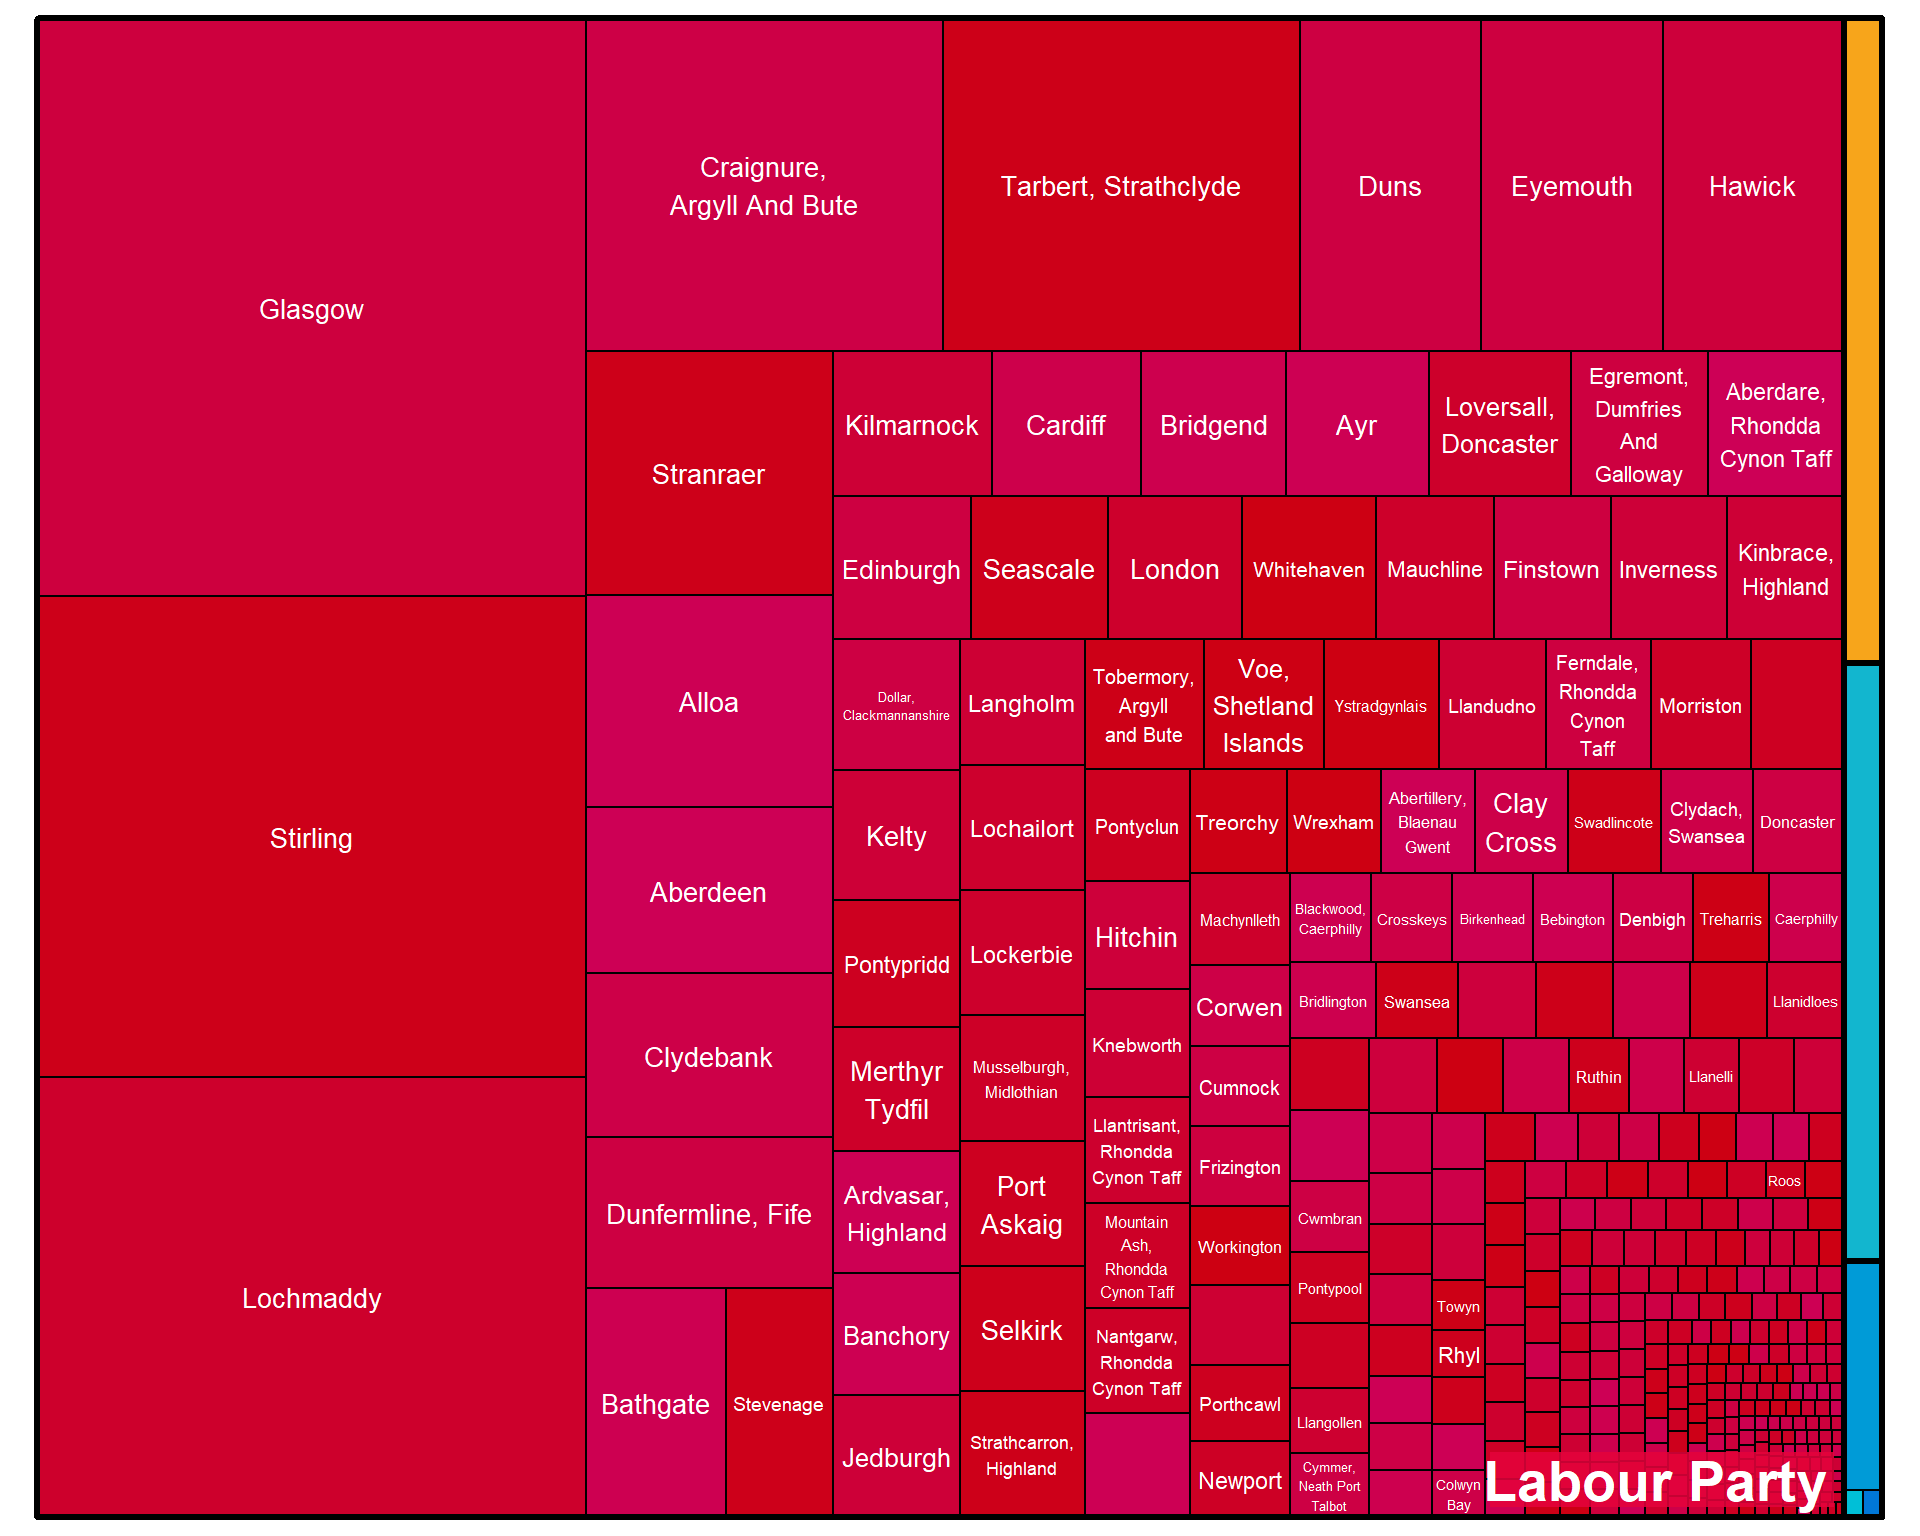 Glasgow
Stirling
Lochmaddy
Craignure,
Argyll And Bute
Tarbert, Strathclyde
Duns
Eyemouth
Hawick
Stranraer
Alloa
Aberdeen
Clydebank
Dunfermline, Fife
Bathgate
Stevenage
Kilmarnock
Cardiff
Bridgend
Ayr
Loversall,
Doncaster
Egremont,
Dumfries
And
Galloway
Aberdare,
Rhondda
Cynon Taff
Edinburgh
Seascale
London
Whitehaven
Mauchline
Finstown
Inverness
Kinbrace,
Highland
Dollar,
Clackmannanshire
Kelty
Pontypridd
Merthyr
Tydfil
Ardvasar,
Highland
Banchory
Jedburgh
Langholm
Lochailort
Lockerbie
Musselburgh,
Midlothian
Port
Askaig
Selkirk
Strathcarron,
Highland
Tobermory,
Argyll
and Bute
Voe,
Shetland
Islands
Ystradgynlais
Llandudno
Ferndale,
Rhondda
Cynon
Taff
Morriston
Pontyclun
Hitchin
Knebworth
Llantrisant,
Rhondda
Cynon Taff
Mountain
Ash,
Rhondda
Cynon Taff
Nantgarw,
Rhondda
Cynon Taff
Treorchy
Wrexham
Abertillery,
Blaenau
Gwent
Clay
Cross
Swadlincote
Clydach,
Swansea
Doncaster
Machynlleth
Corwen
Cumnock
Frizington
Workington
Porthcawl
Newport
Blackwood,
Caerphilly
Crosskeys
Birkenhead
Bebington
Denbigh
Treharris
Caerphilly
Bridlington
Swansea
Llanidloes
Ruthin
Llanelli
Cwmbran
Pontypool
Llangollen
Cymmer,
Neath Port
Talbot
Towyn
Rhyl
Colwyn
Bay
Roos
Labour Party